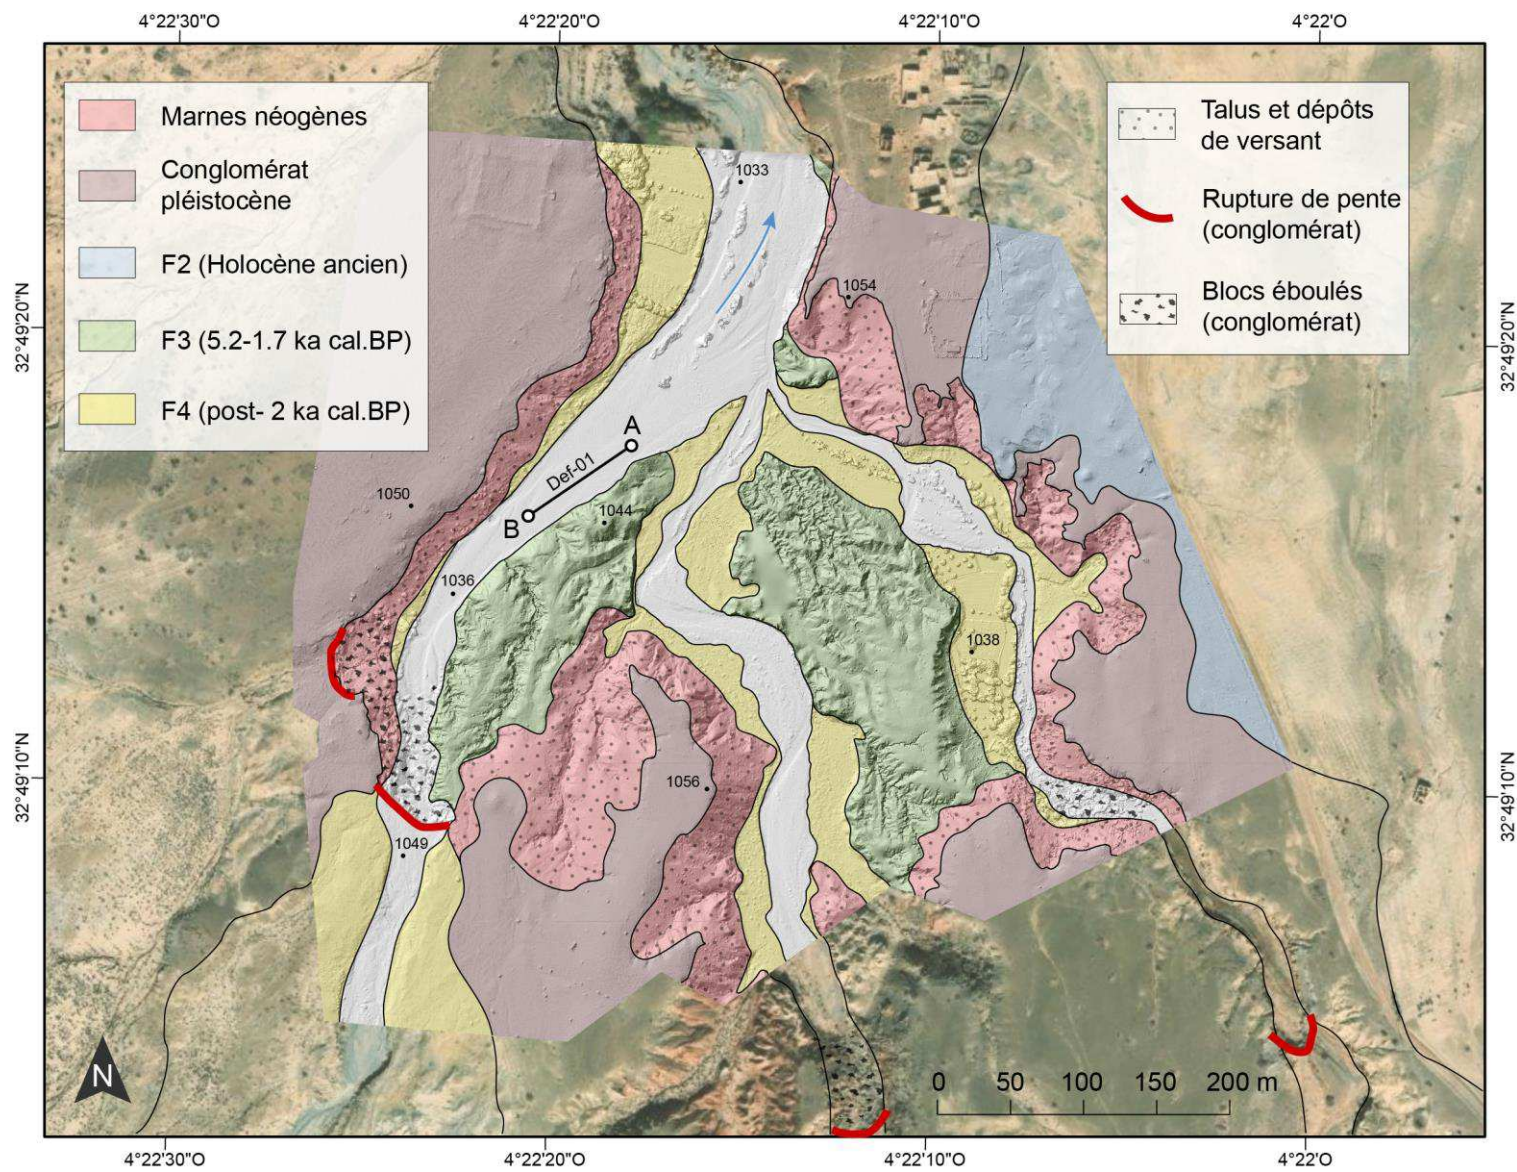 4°22'30"O
4°22'20"O
4°22'10"O
4°22'O
Marnes néogènes
Conglomérat
pléistocène
F2 (Holocène ancien)
F3 (5.2-1.7 ka cal.BP)
F4 (post- 2 ka cal.BP)
Talus et dépôts
de versant
Rupture de pente
(conglomérat)
Blocs éboulés
(conglomérat)
32°49'20"N
32°49'20"N
1033
1054
A
Def-01
B
1050
1044
1036
1038
1056
1049
32°49'10"N
32°49'10"N
N
0 50 100 150 200 m
4°22'30"O
4°22'20"O
4°22'10"O
4°22'O